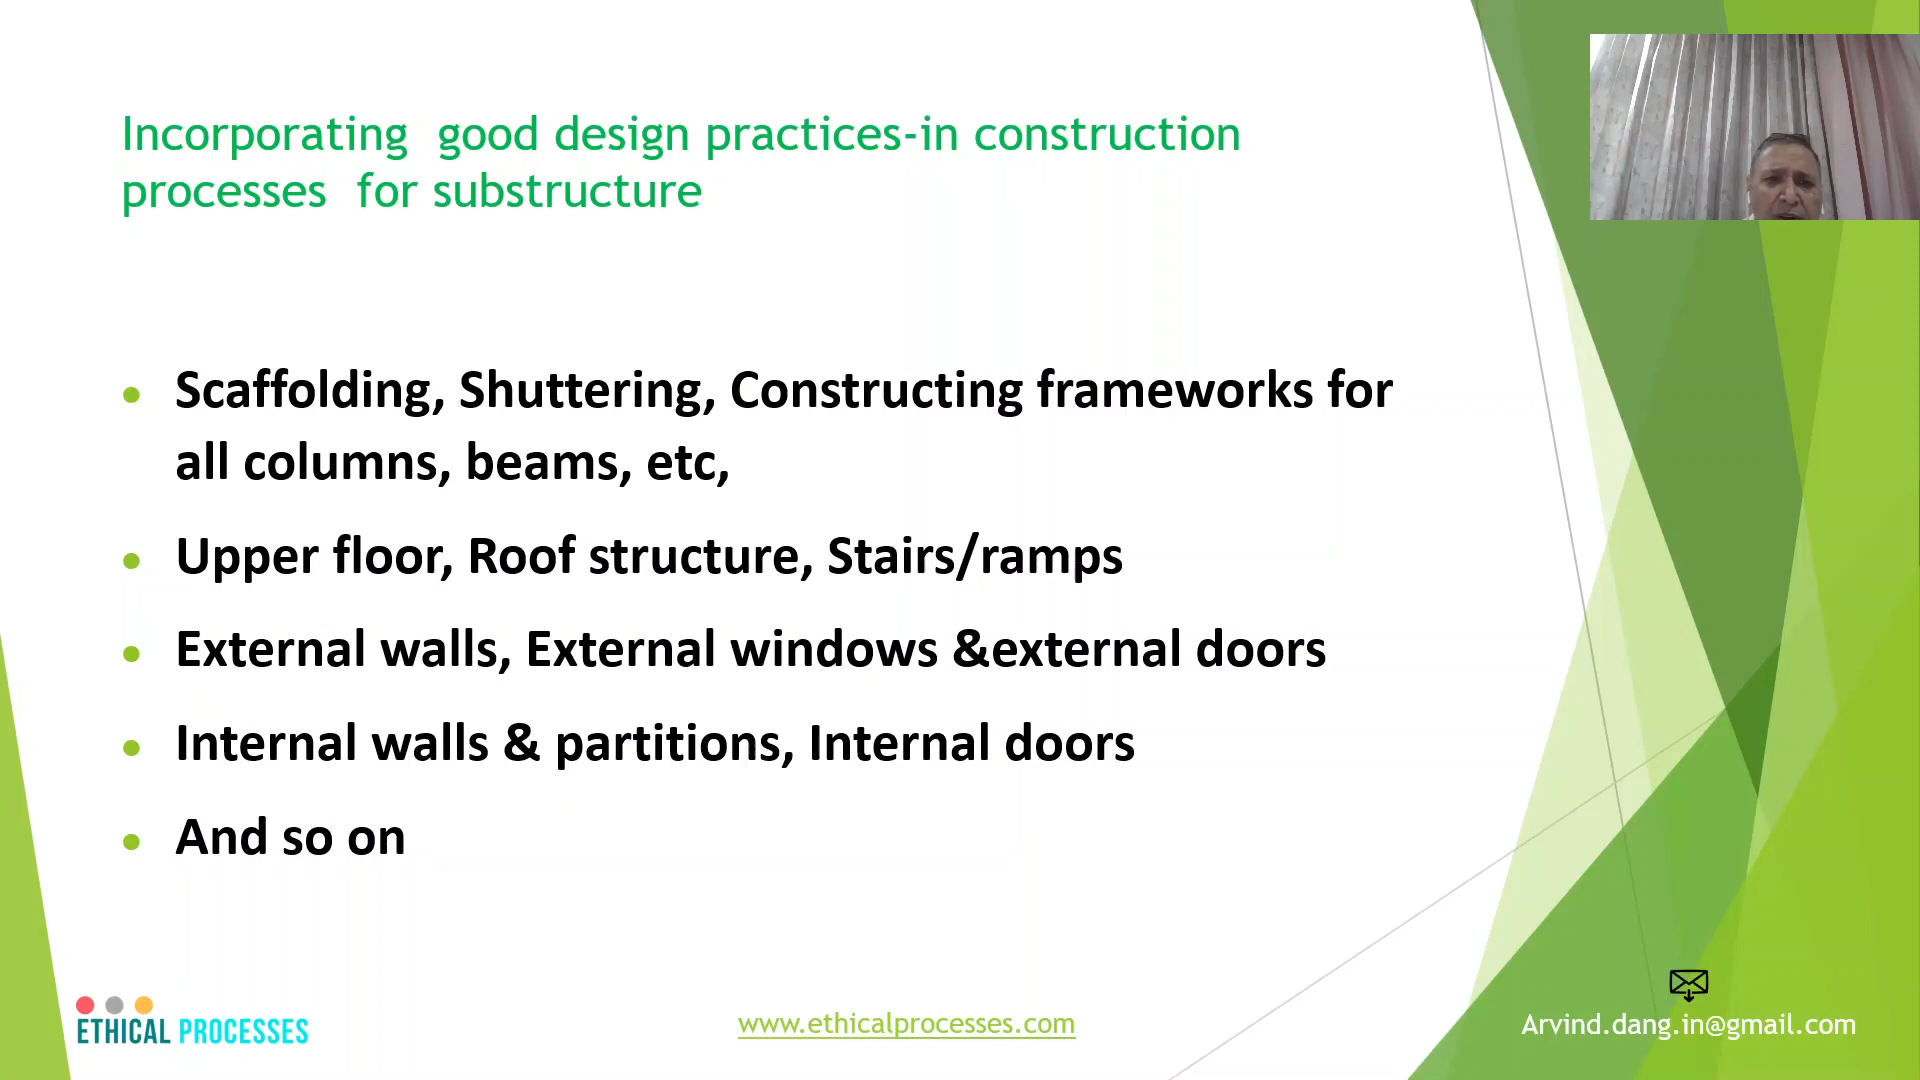 Incorporating  good design practices-in construction
processes  for substructure
Scaffolding, Shuttering, Constructing frameworks for
all columns, beams, etc,
Upper floor, Roof structure, Stairs/ramps
External walls, External windows &external doors
Internal walls & partitions, Internal doors
And so on
ETHICAL PROCESSES
www.ethicalprocesses.com
Arvind.dang.in@gmail.com